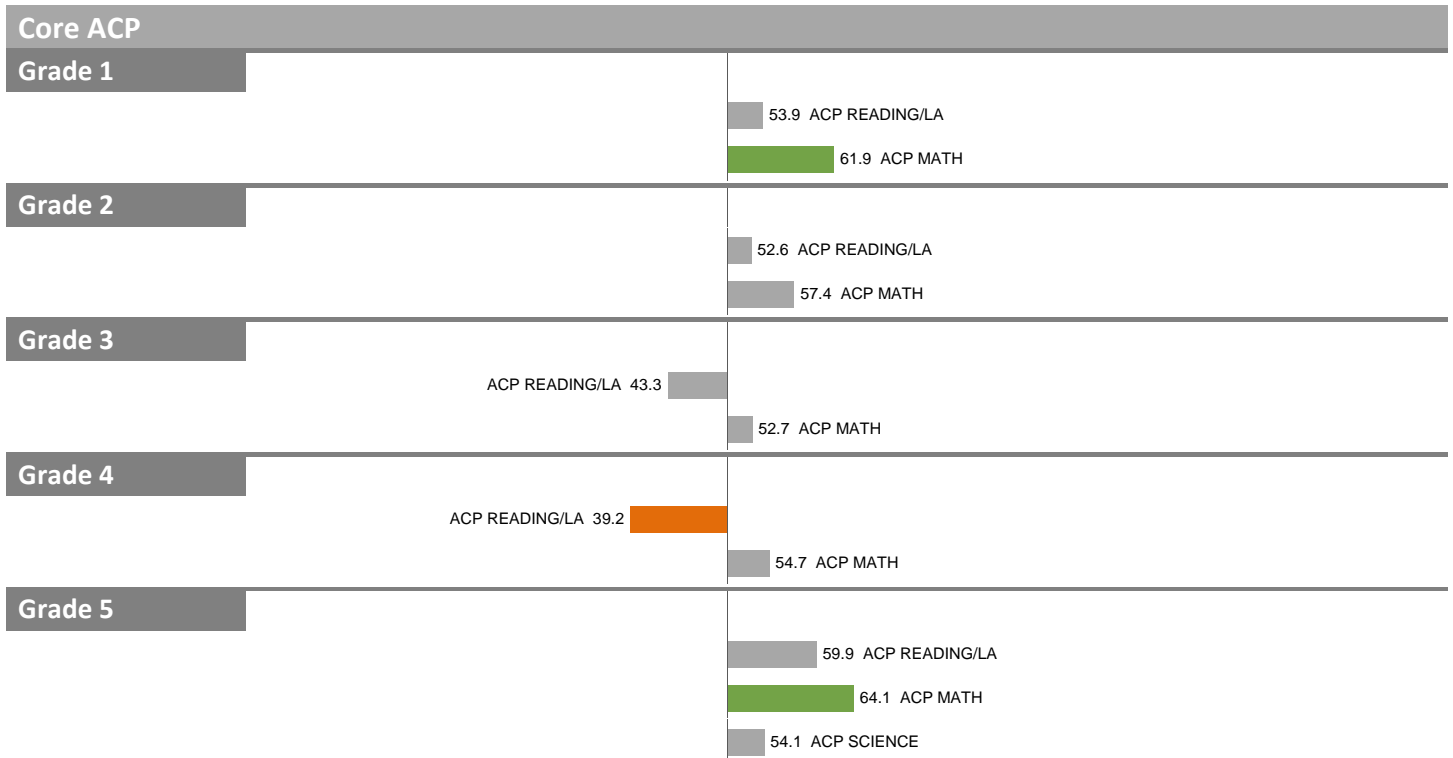 Core ACP
Grade 1
53.9 ACP READING/LA
61.9 ACP MATH
Grade 2
52.6 ACP READING/LA
57.4 ACP MATH
Grade 3
ACP READING/LA 43.3
52.7 ACP MATH
Grade 4
ACP READING/LA 39.2
54.7 ACP MATH
Grade 5
59.9 ACP READING/LA
64.1 ACP MATH
54.1 ACP SCIENCE